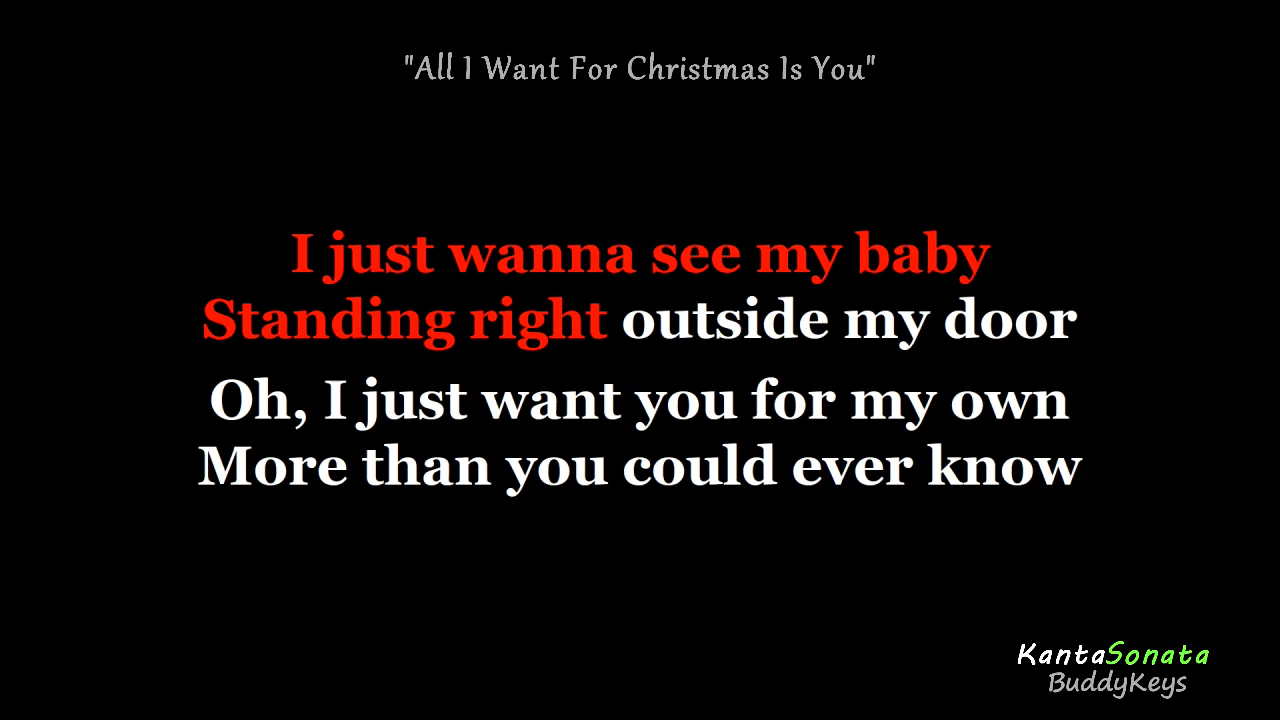 "All I Want For Christmas Is You"
I just wanna see my baby
Standing right outside my door
Oh, I just want you for my own
More than you could ever know
KantaSonata
BuddyKeys